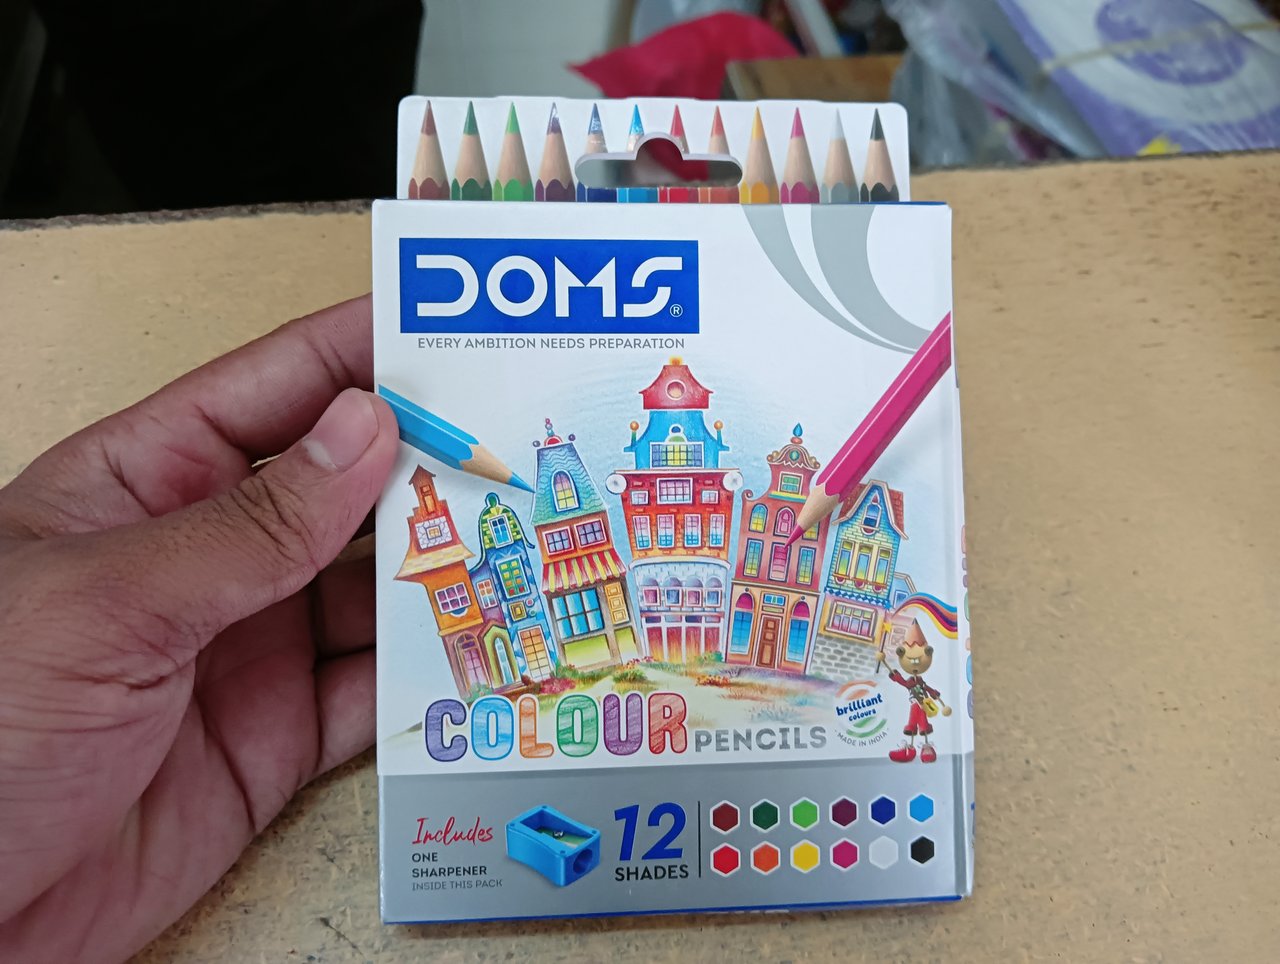 DOMS®
EVERY AMBITION NEEDS PREPARATION
COLOUR PENCILS
brilliant
colours
MADE IN INDIA
Includes
ONE
SHARPENER
INSIDE THIS PACK
12
SHADES